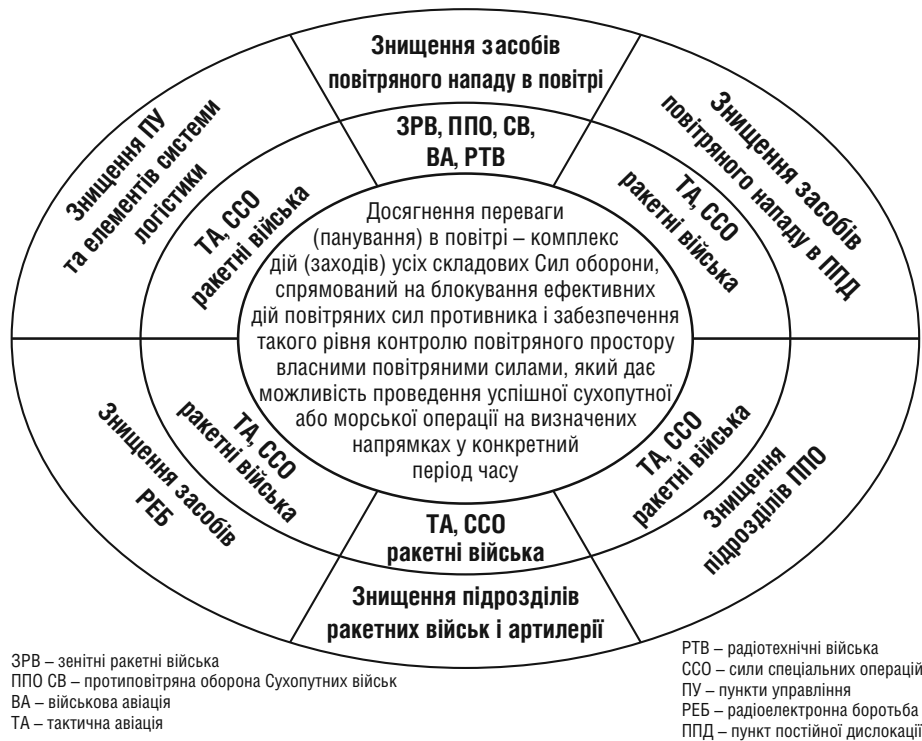 Знищення засобів
повітряного нападу в повітрі
ЗРВ, ППО, СВ,
ВА, РТВ
Знищення засобів
повітряного нападу в ППД
ТА, ССО
ракетні війська
Знищення
підрозділів ППО
ТА, ССО
ракетні війська
Знищення підрозділів
ракетних військ і артилерії
ТА, ССО
ракетні війська
Знищення засобів
РЕБ
ТА, ССО
ракетні війська
Знищення ПУ
та елементів системи
логістики
ТА, ССО
ракетні війська
Досягнення переваги
(панування) в повітрі – комплекс
дій (заходів) усіх складових Сил оборони,
спрямований на блокування ефективних
дій повітряних сил противника і забезпечення
такого рівня контролю повітряного простору
власними повітряними силами, який дає
можливість проведення успішної сухопутної
або морської операції на визначених
напрямках у конкретний
період часу
ЗРВ – зенітні ракетні війська
ППО СВ – протиповітряна оборона Сухопутних військ
ВА – військова авіація
ТА – тактична авіація
РТВ – радіотехнічні війська
ССО – сили спеціальних операцій
ПУ – пункти управління
РЕБ – радіоелектронна боротьба
ППД – пункт постійної дислокації